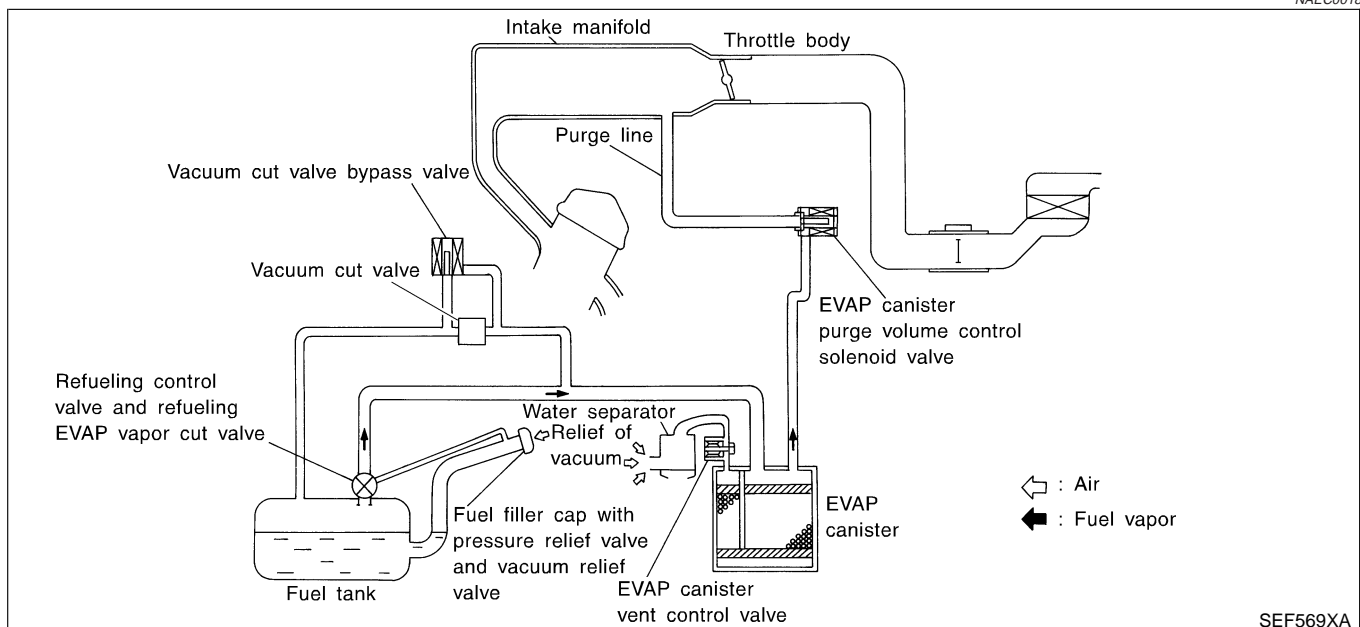 NAEC0018
Intake manifold
Throttle body
Purge line
Vacuum cut valve bypass valve
Vacuum cut valve
EVAP canister
purge volume control
solenoid valve
Refueling control
valve and refueling
EVAP vapor cut valve
Water separator
Relief of
vacuum
Fuel filler cap with
pressure relief valve
and vacuum relief
valve
EVAP
canister
: Air
: Fuel vapor
Fuel tank
EVAP canister
vent control valve
SEF569XA